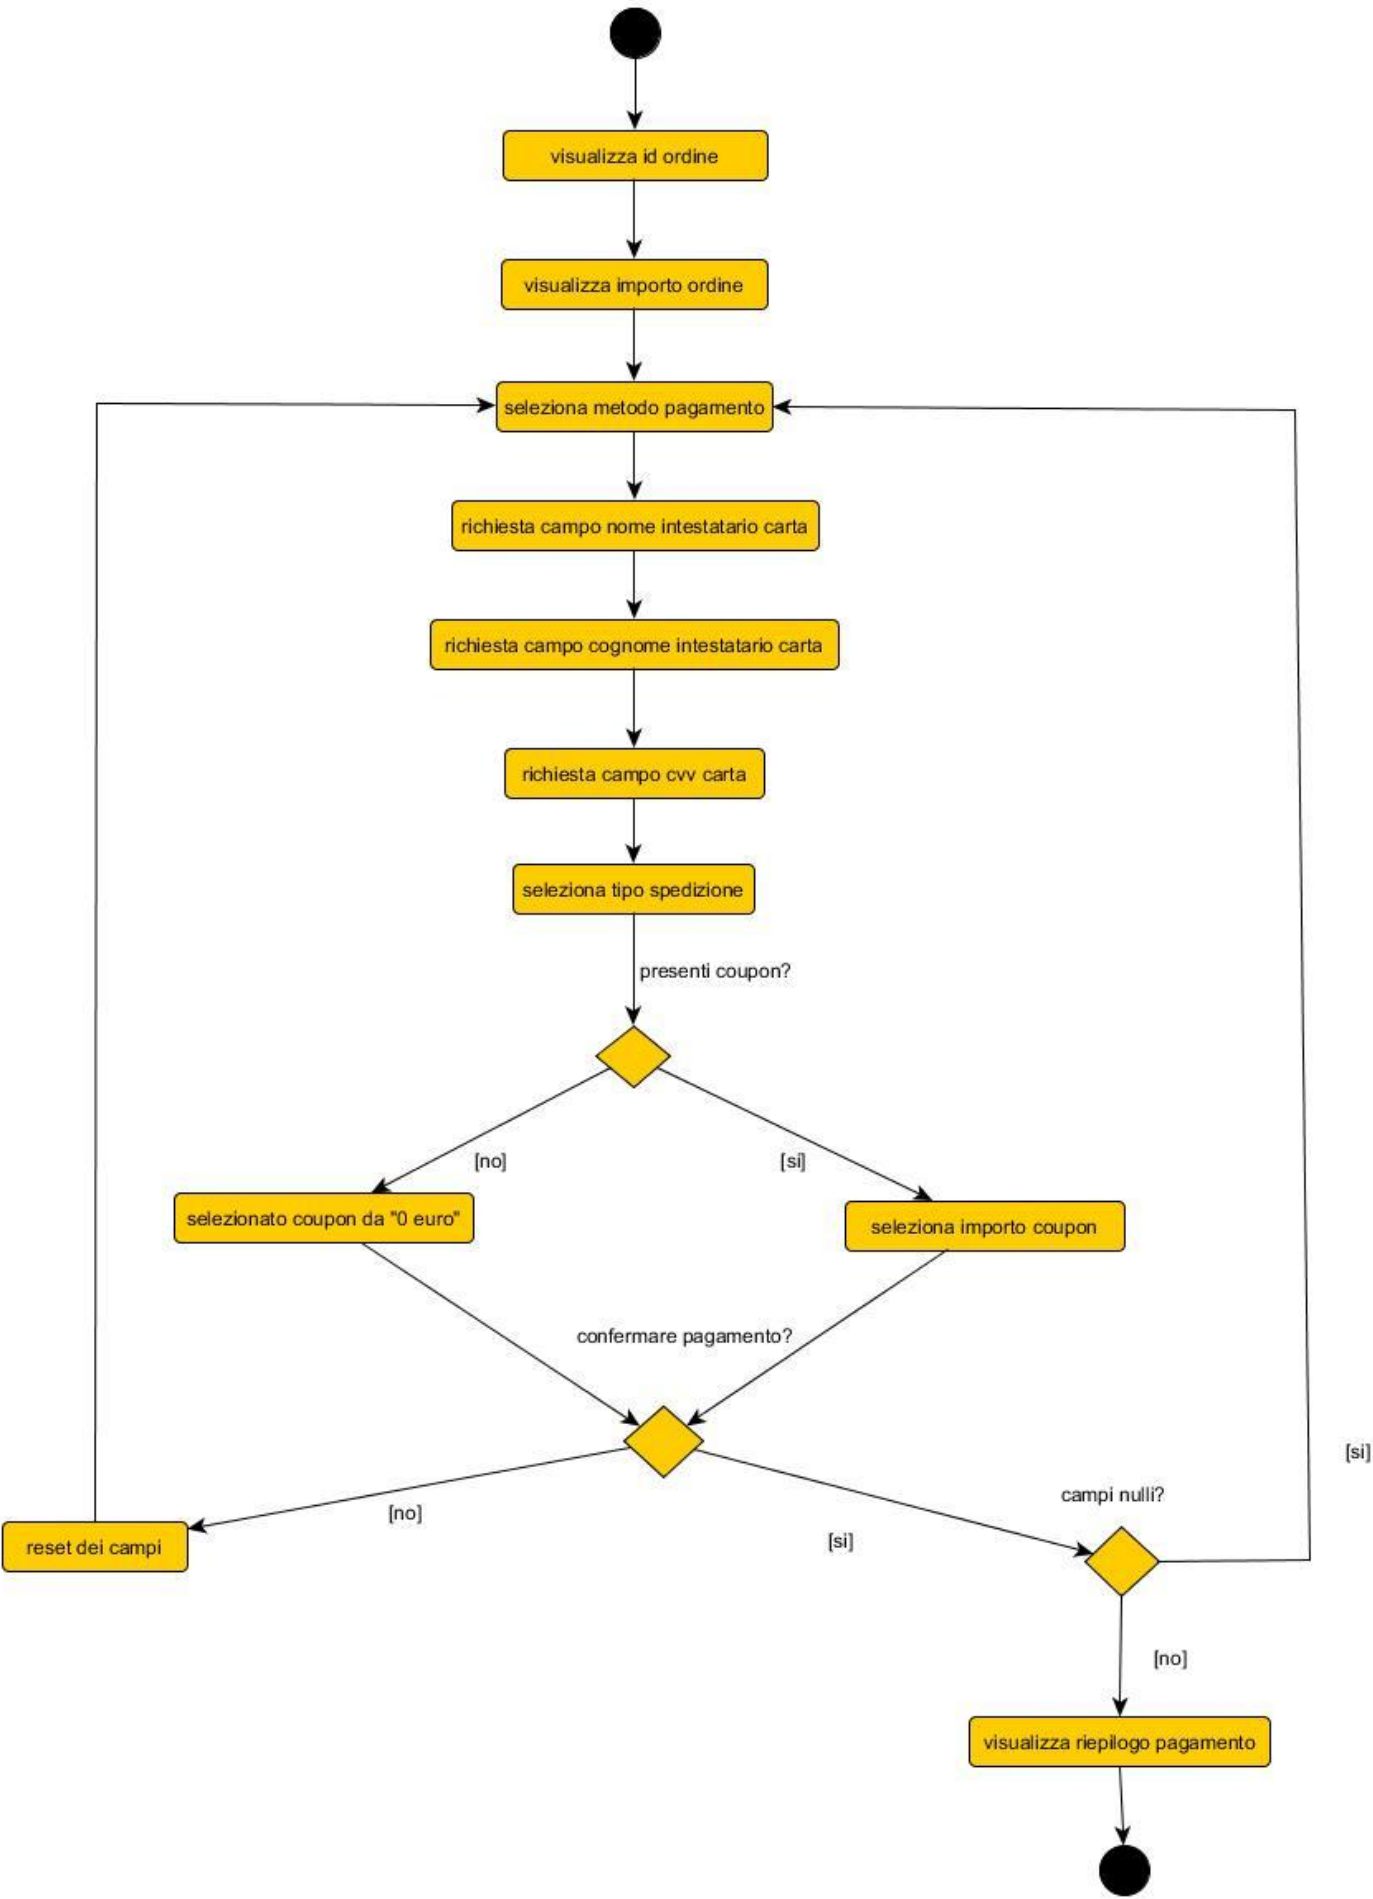 visualizza id ordine
visualizza importo ordine
seleziona metodo pagamento
richiesta campo nome intestatario carta
richiesta campo cognome intestatario carta
richiesta campo cvv carta
seleziona tipo spedizione
presenti coupon?
[no]
[si]
selezionato coupon da "0 euro"
seleziona importo coupon
confermare pagamento?
[si]
campi nulli?
[no]
[si]
reset dei campi
[no]
visualizza riepilogo pagamento